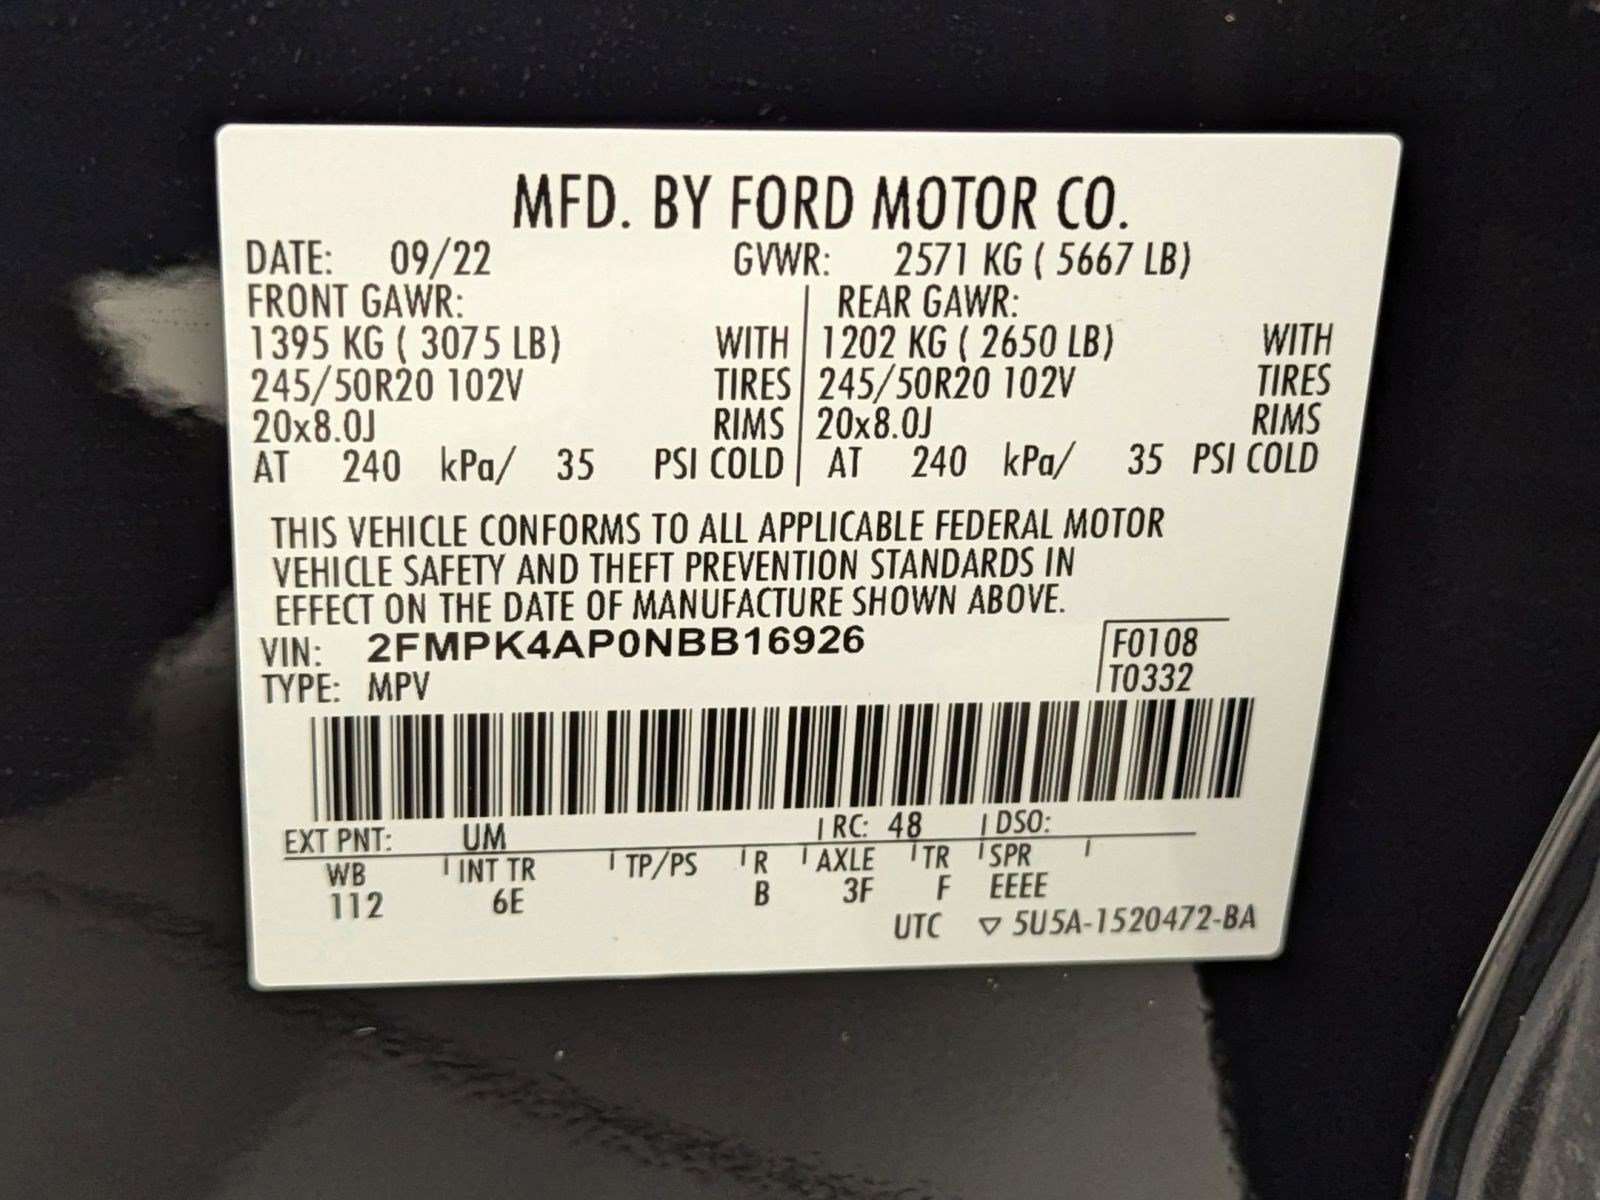 MFD. BY FORD MOTOR CO.
DATE: 09/22 GVWR: 2571 KG ( 5667 LB)
FRONT GAWR: REAR GAWR:
1395 KG ( 3075 LB) WITH 1202 KG ( 2650 LB) WITH
245/50R20 102V TIRES 245/50R20 102V TIRES
20x8.0J RIMS 20x8.0J RIMS
AT 240 kPa/ 35 PSI COLD AT 240 kPa/ 35 PSI COLD
THIS VEHICLE CONFORMS TO ALL APPLICABLE FEDERAL MOTOR
VEHICLE SAFETY AND THEFT PREVENTION STANDARDS IN
EFFECT ON THE DATE OF MANUFACTURE SHOWN ABOVE.
VIN: 2FMPK4AP0NBB16926 F0108
TYPE: MPV T0332
EXT PNT: UM RC: 48 DSO:
WB INT TR TP/PS R AXLE TR SPR
112 6E B 3F F EEEE
UTC ▽ 5U5A-1520472-BA